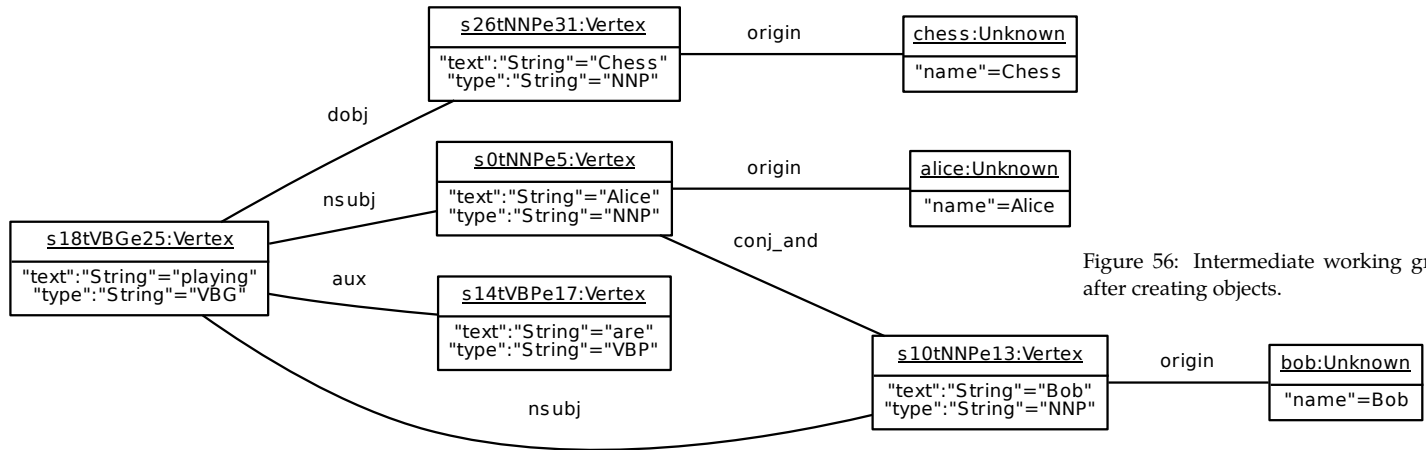 s26tNNPe31:Vertex
"text":"String"="Chess"
"type":"String"="NNP"
origin
chess:Unknown
"name"=Chess
dobj
s0tNNPe5:Vertex
"text":"String"="Alice"
"type":"String"="NNP"
origin
alice:Unknown
"name"=Alice
nsubj
s18tVBGe25:Vertex
"text":"String"="playing"
"type":"String"="VBG"
conj_and
aux
s14tVBPe17:Vertex
"text":"String"="are"
"type":"String"="VBP"
Figure 56: Intermediate working
after creating objects.
s10tNNPe13:Vertex
"text":"String"="Bob"
"type":"String"="NNP"
origin
bob:Unknown
"name"=Bob
nsubj